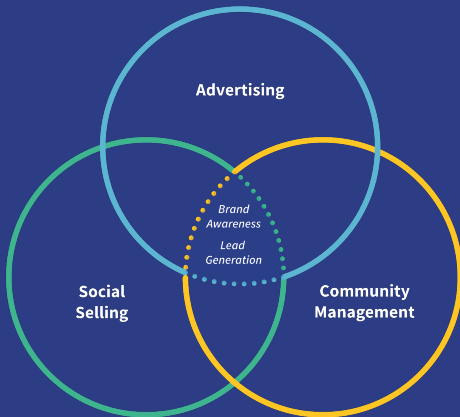 Advertising
Brand
Awareness
Lead
Generation
Social
Selling
Community
Management